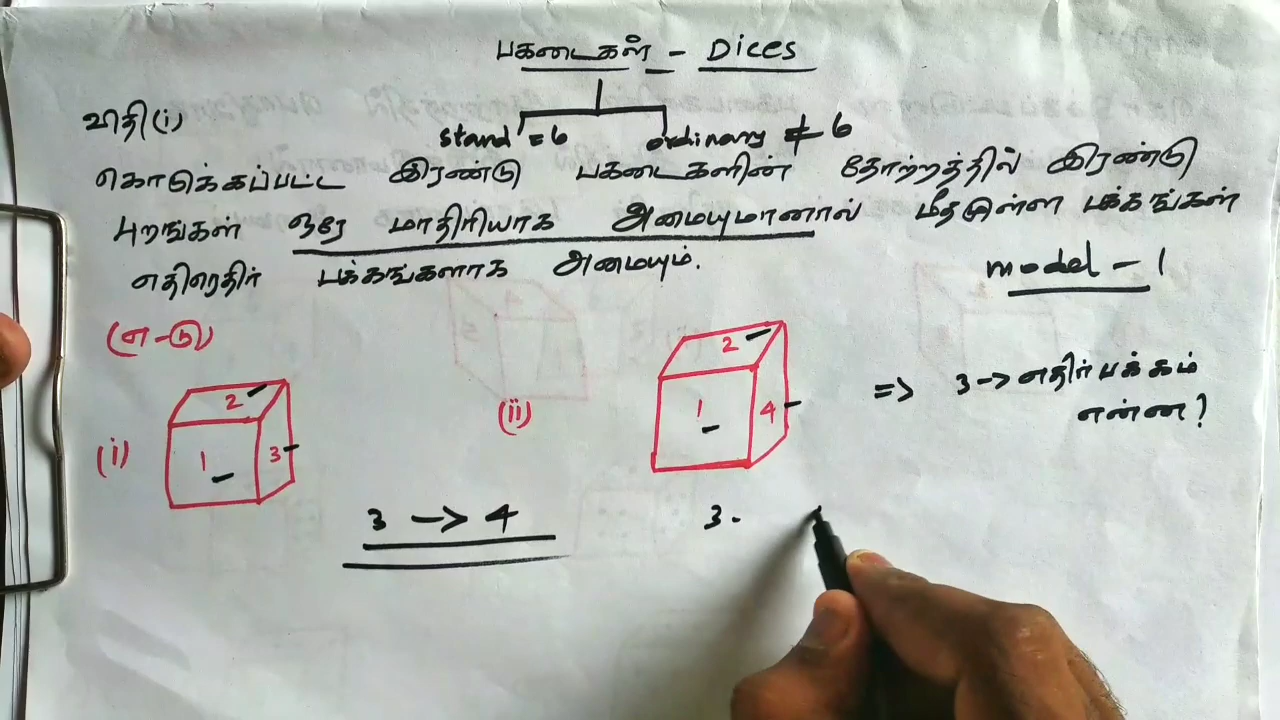 பகடைகள் - Dices
விதி (i)
stand = 6
ordinary ≠ 6
கொடுக்கப்பட்ட இரண்டு பகடைகளின் தோற்றத்தில் இரண்டு
புறங்கள் ஒரே மாதிரியாக அமையுமானால் மீதமுள்ள பக்கங்கள்
எதிரெதிர் பக்கங்களாக அமையும்.
model - 1
(எ-டு)
(i)
2
1
3
(ii)
2
1
4
=> 3 -> எதிர்பக்கம்
என்ன?
3 -> 4
3.